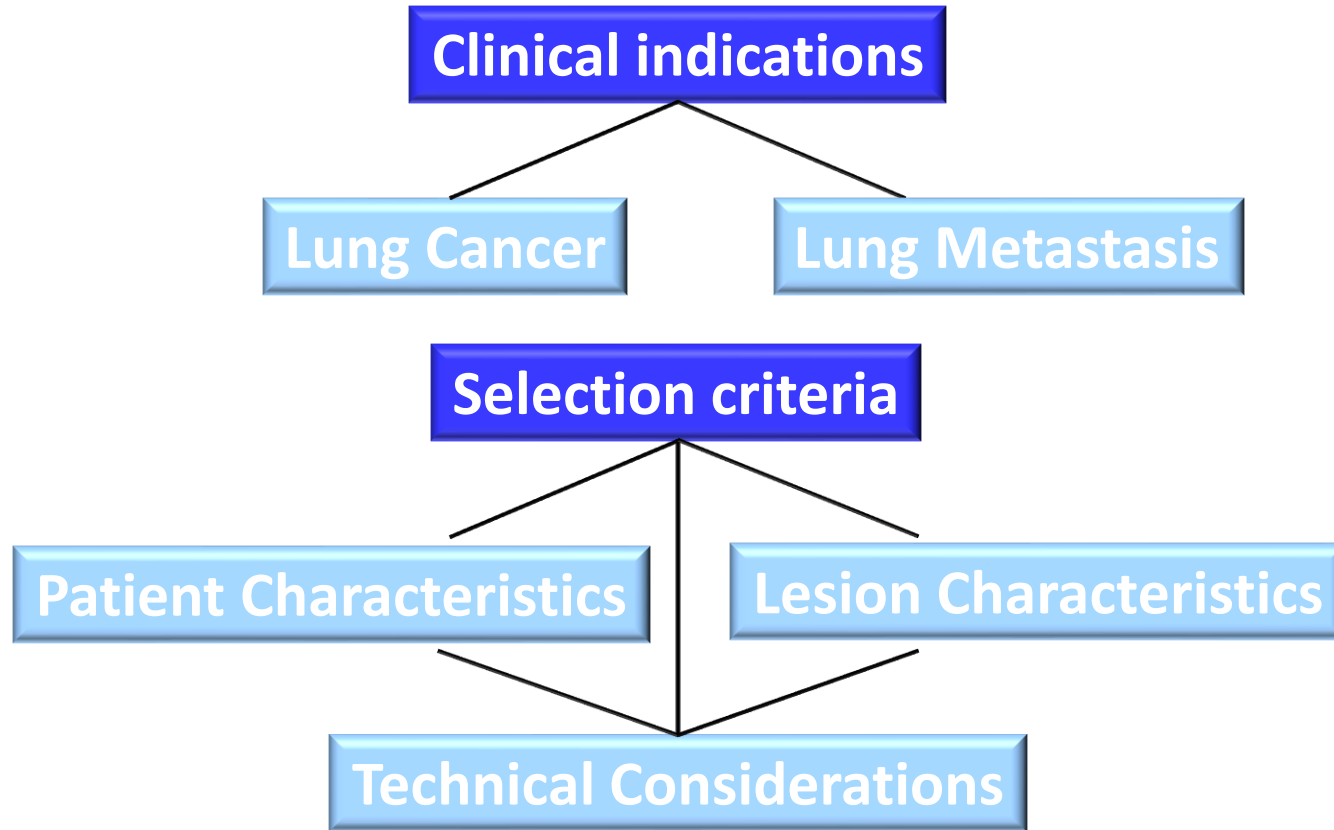 Clinical indications
Lung Cancer
Lung Metastasis
Selection criteria
Patient Characteristics
Lesion Characteristics
Technical Considerations